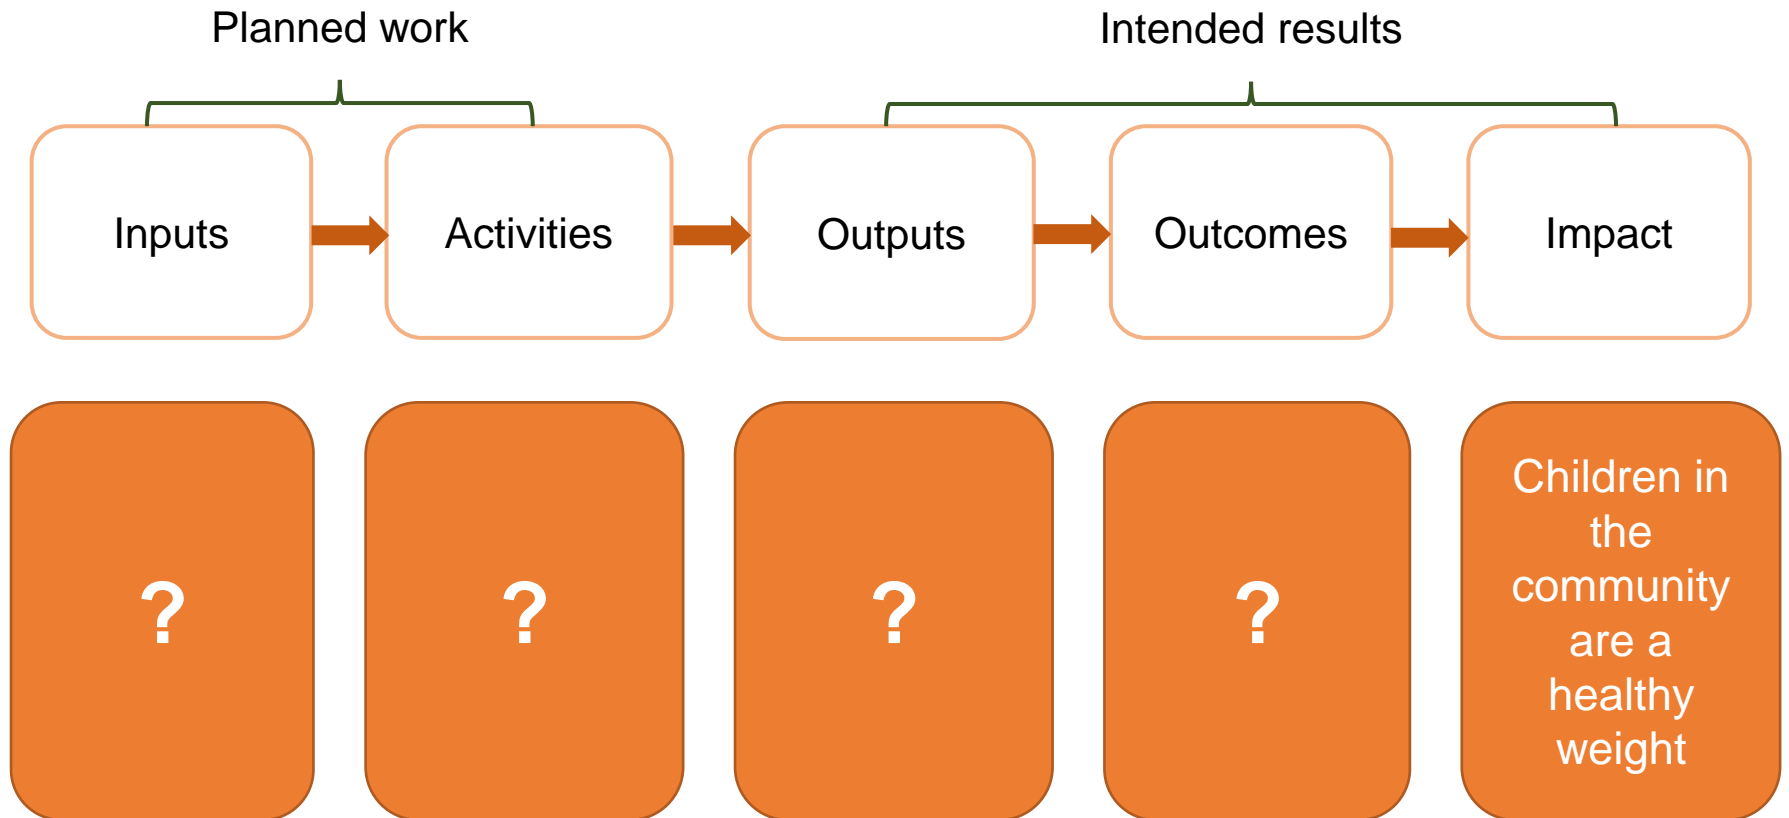 Planned work
Intended results
Inputs
Activities
Outputs
Outcomes
Impact
?
?
?
?
Children in
the
community
are a
healthy
weight